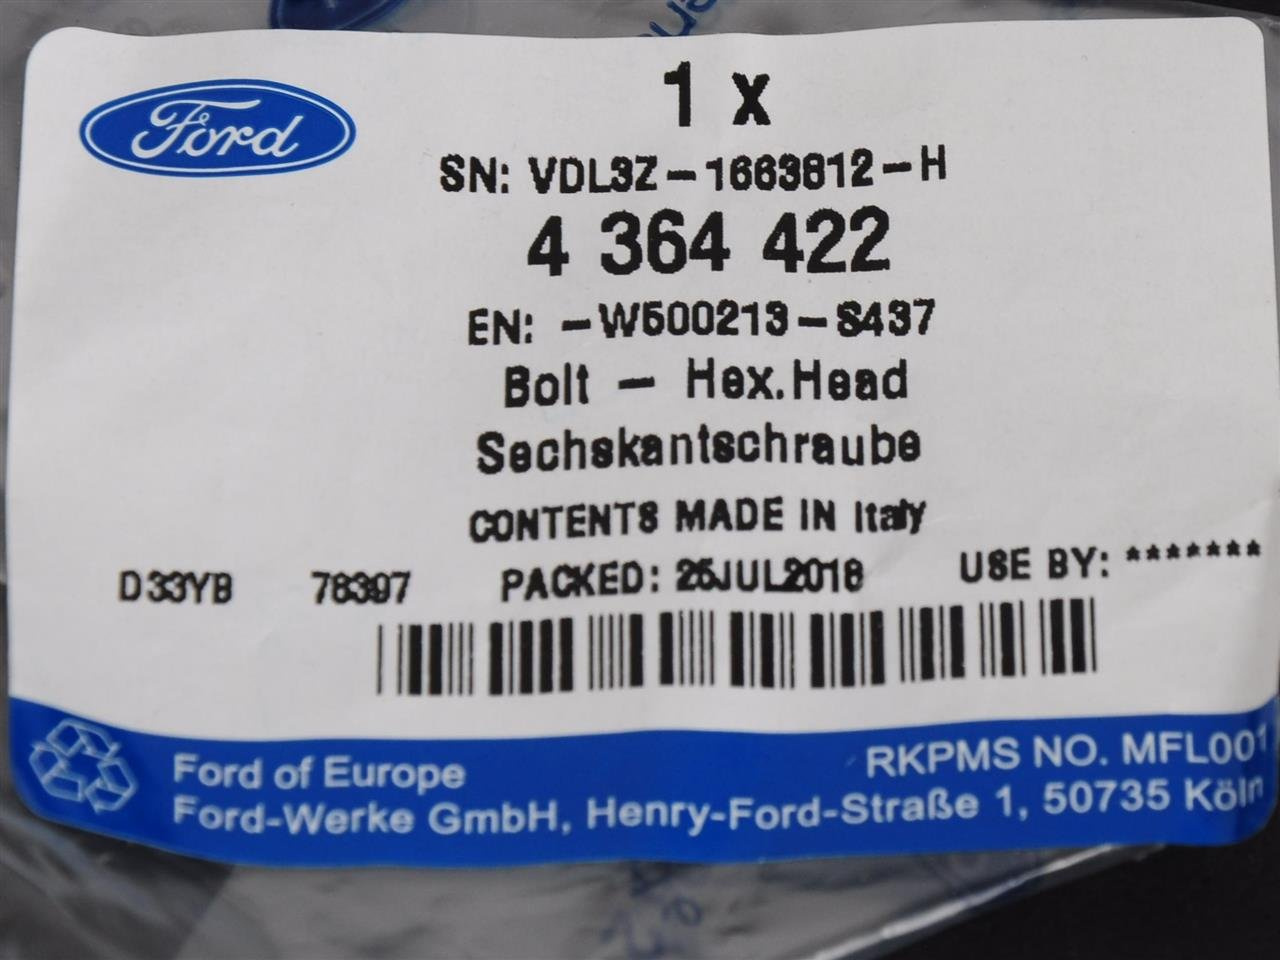 Ford
1 x
SN: VDL3Z-1663812-H
4 364 422
EN: -W500213-S437
Bolt - Hex.Head
Sechskantschraube
CONTENTS MADE IN Italy
D33YB 78397 PACKED: 25JUL2018 USE BY: *******
Ford of Europe RKPMS NO. MFL001
Ford-Werke GmbH, Henry-Ford-Straße 1, 50735 Köln